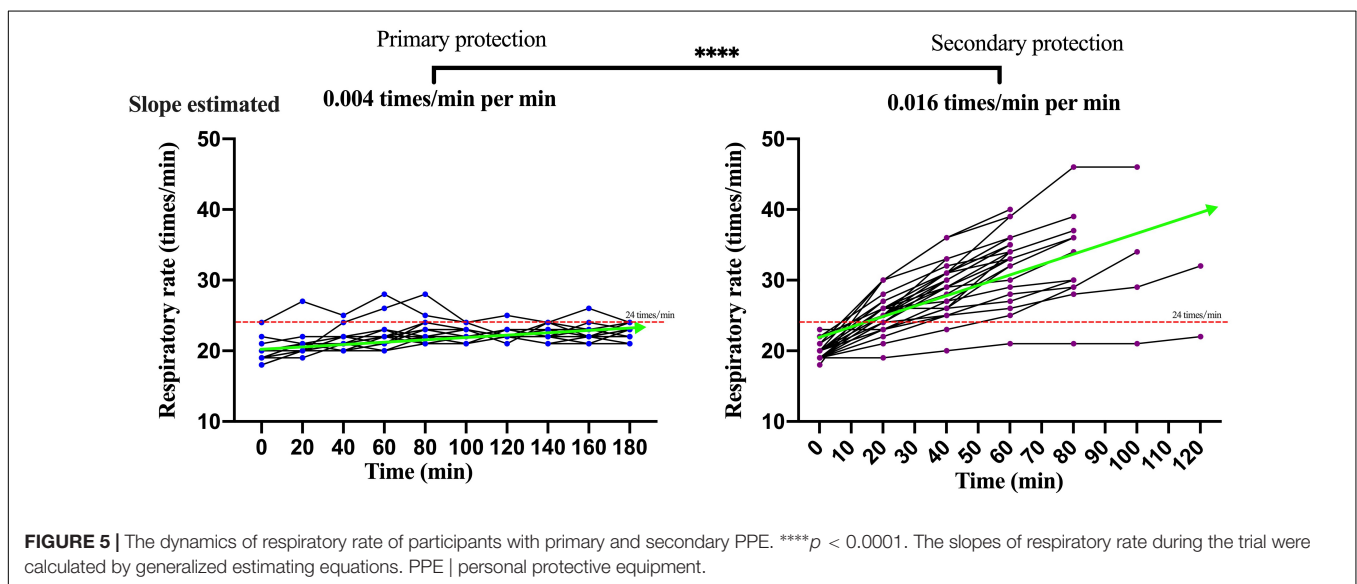 Primary protection
****
Secondary protection
Slope estimated
0.004 times/min per min
0.016 times/min per min
Respiratory rate (times/min)
50
40
30
20
10
24 times/min
0 20 40 60 80 100 120 140 160 180
Time (min)
Respiratory rate (times/min)
50
40
30
20
10
24 times/min
0 10 20 30 40 50 60 70 80 90 100 110 120
Time (min)
FIGURE 5 | The dynamics of respiratory rate of participants with primary and secondary PPE. ****p < 0.0001. The slopes of respiratory rate during the trial were
calculated by generalized estimating equations. PPE | personal protective equipment.